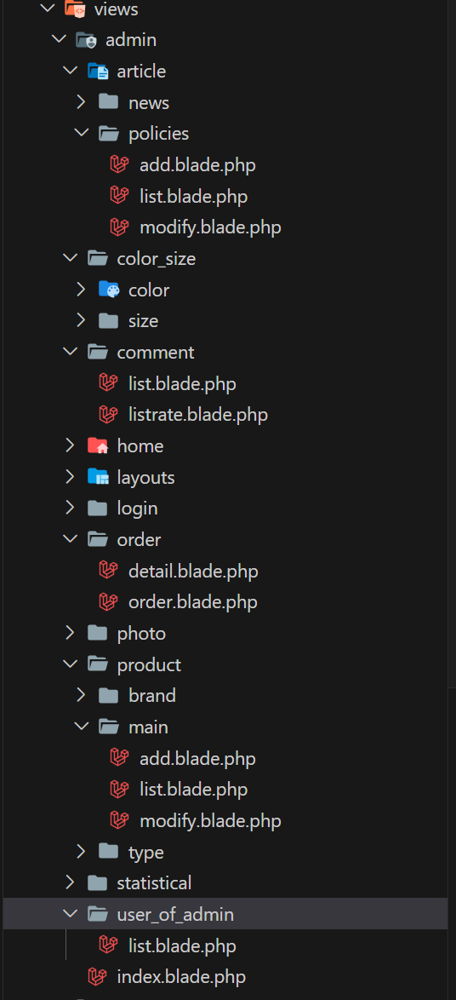 views
admin
article
news
policies
add.blade.php
list.blade.php
modify.blade.php
color_size
color
size
comment
list.blade.php
listrate.blade.php
home
layouts
login
order
detail.blade.php
order.blade.php
photo
product
brand
main
add.blade.php
list.blade.php
modify.blade.php
type
statistical
user_of_admin
list.blade.php
index.blade.php